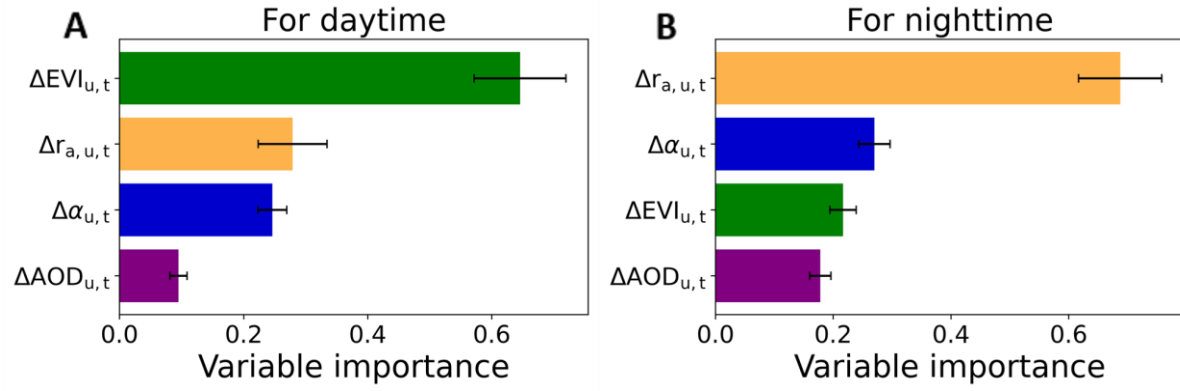 A For daytime
ΔEVIu, t
Δra, u, t
Δαu, t
ΔAODu, t
0.0 0.2 0.4 0.6
Variable importance
B For nighttime
Δra, u, t
Δαu, t
ΔEVIu, t
ΔAODu, t
0.0 0.2 0.4 0.6
Variable importance